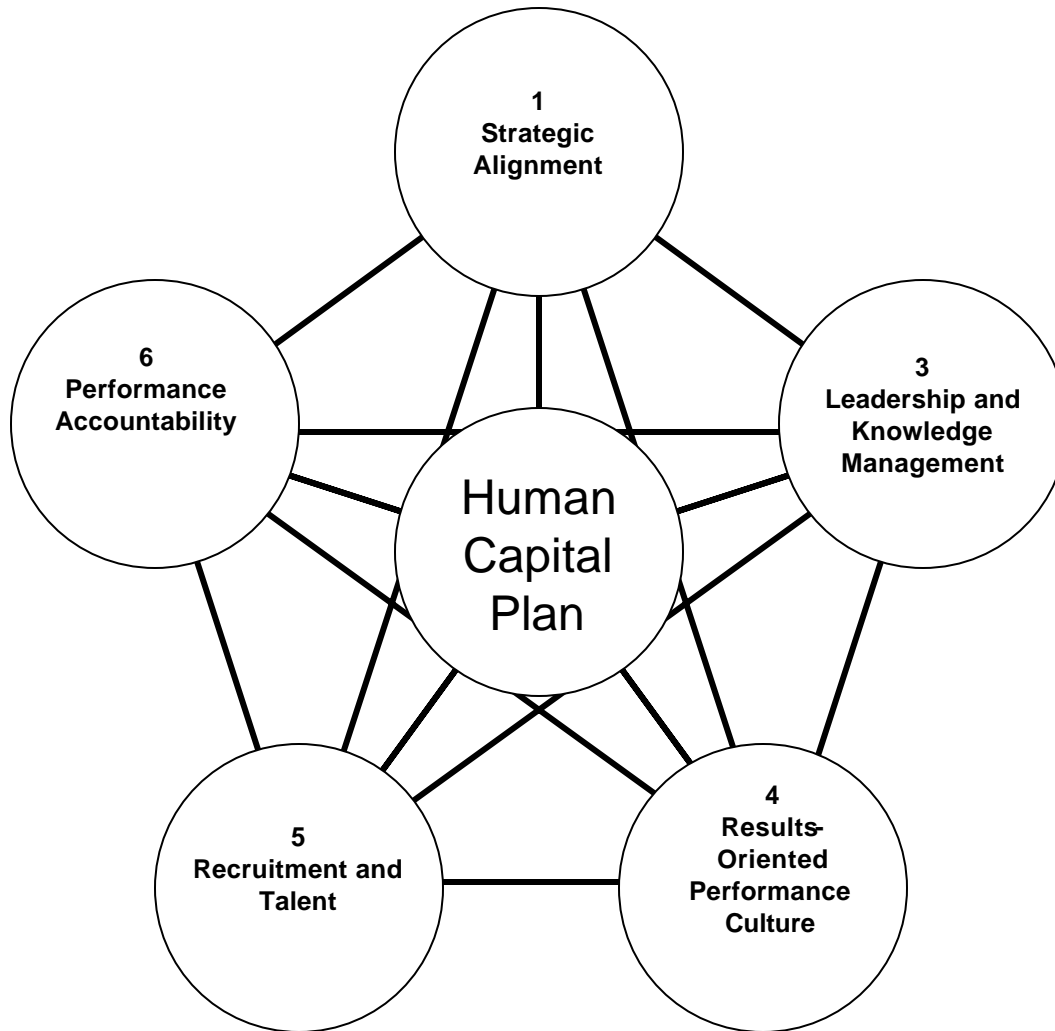 1
Strategic
Alignment
6
Performance
Accountability
3
Leadership and
Knowledge
Management
Human
Capital
Plan
5
Recruitment and
Talent
4
Results-
Oriented
Performance
Culture